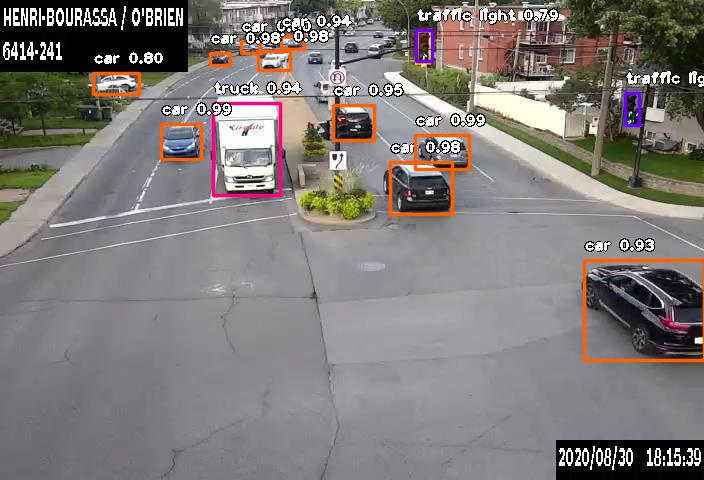 HENRI-BOURASSA / O'BRIEN
6414-241
car 0.94
traffic light 0.79
car 0.98
0.98
car 0.80
truck 0.94
car 0.95
traffic lig
car 0.99
car 0.99
car 0.98
car 0.93
2020/08/30 18:15:39